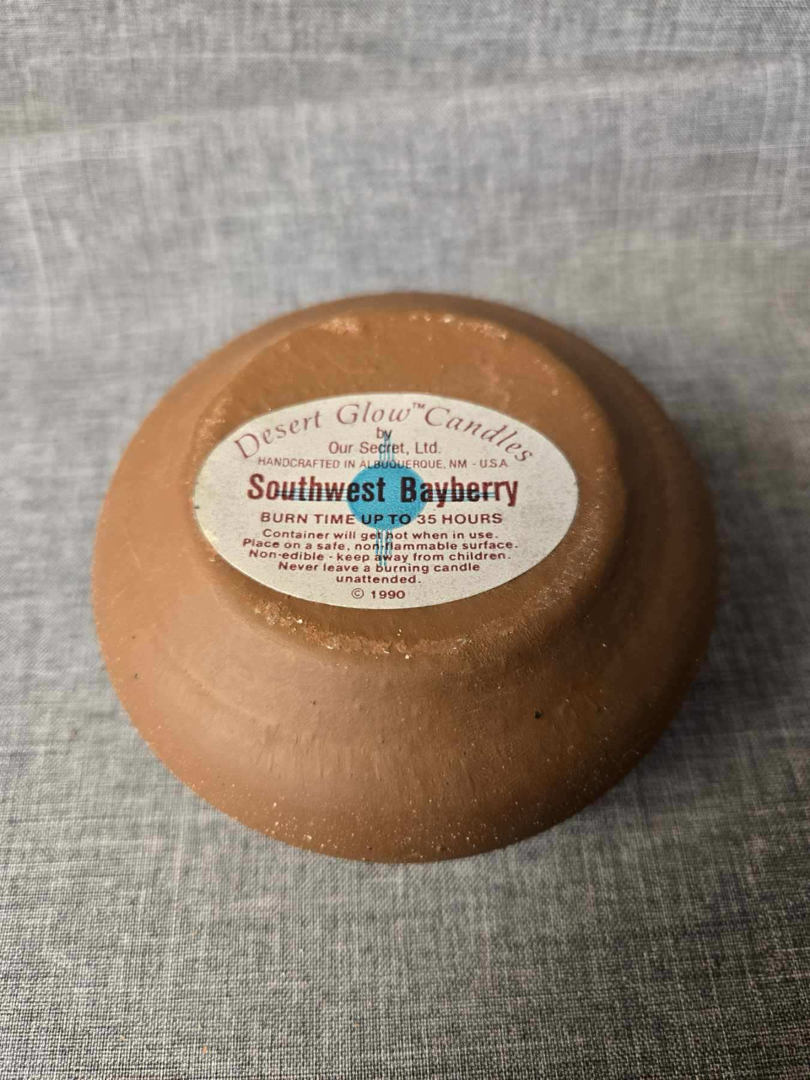 Desert Glow™ Candles
by
Our Secret, Ltd.
HANDCRAFTED IN ALBUQUERQUE, NM - U.S.A
Southwest Bayberry
BURN TIME UP TO 35 HOURS
Container will get hot when in use.
Place on a safe, non-flammable surface.
Non-edible - keep away from children.
Never leave a burning candle
unattended.
© 1990